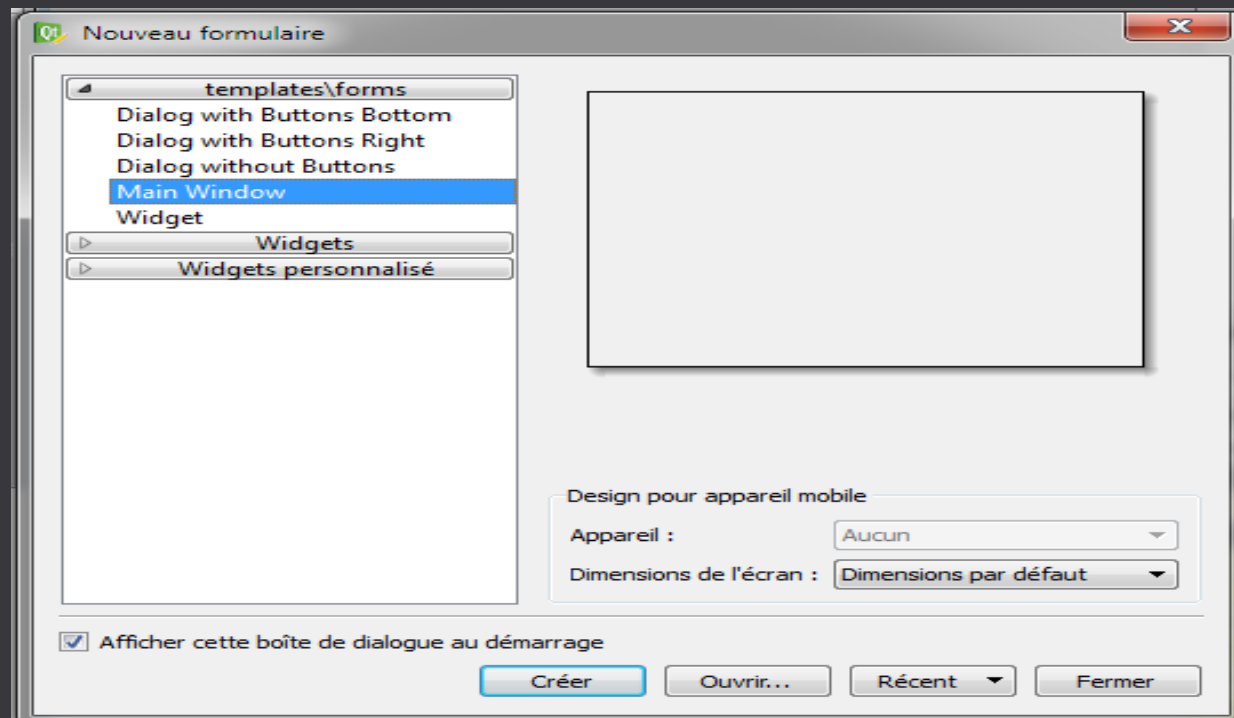 Nouveau formulaire
templates\forms
Dialog with Buttons Bottom
Dialog with Buttons Right
Dialog without Buttons
Main Window
Widget
Widgets
Widgets personnalisé
Design pour appareil mobile
Appareil : Aucun
Dimensions de l'écran : Dimensions par défaut
Afficher cette boîte de dialogue au démarrage
Créer Ouvrir... Récent Fermer